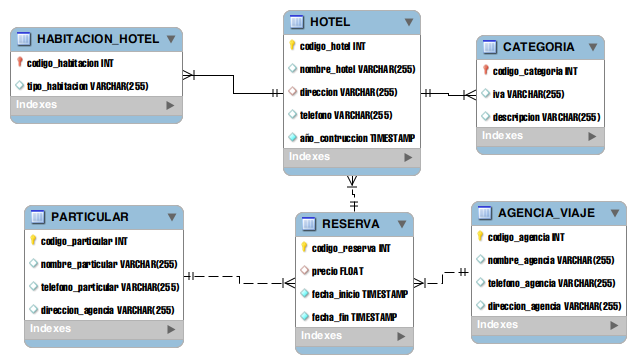 HABITACION_HOTEL
codigo_habitacion INT
tipo_habitacion VARCHAR(255)
Indexes
HOTEL
codigo_hotel INT
nombre_hotel VARCHAR(255)
direccion VARCHAR(255)
telefono VARCHAR(255)
año_contruccion TIMESTAMP
Indexes
CATEGORIA
codigo_categoria INT
iva VARCHAR(255)
descripcion VARCHAR(255)
Indexes
PARTICULAR
codigo_particular INT
nombre_particular VARCHAR(255)
telefono_particular VARCHAR(255)
direccion_agencia VARCHAR(255)
Indexes
RESERVA
codigo_reserva INT
precio FLOAT
fecha_inicio TIMESTAMP
fecha_fin TIMESTAMP
Indexes
AGENCIA_VIAJE
codigo_agencia INT
nombre_agencia VARCHAR(255)
telefono_agencia VARCHAR(255)
direccion_agencia VARCHAR(255)
Indexes